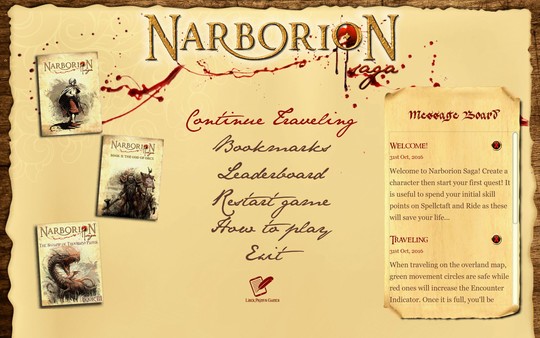 NARBORION
saga
NARBORION
saga
NARBORION
NARBORION
saga
Continue Traveling
Bookmarks
Leaderboard
Restart game
How to play
Exit
Message Board
WELCOME!
31st Oct, 2016
Welcome to Narborion Saga! Create a
character then start your first quest! It
is useful to spend your initial skill
points on Spellcraft and Ride as these
will save your life...
TRAVELING
31st Oct, 2016
When traveling on the overland map,
green movement circles are safe while
red ones will increase the Encounter
Indicator. Once it is full, you'll be